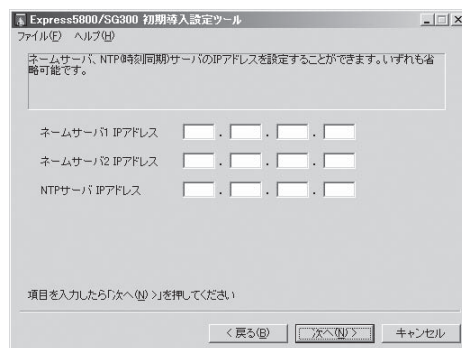 Express5800/SG300 初期導入設定ツール
ファイル(F) ヘルプ(H)
ネームサーバ、NTP(時刻同期)サーバのIPアドレスを設定することができます。いずれも省
略可能です。
ネームサーバ1 IPアドレス . . .
ネームサーバ2 IPアドレス . . .
NTPサーバ IPアドレス . . .
項目を入力したら「次へ(N) >」を押してください
< 戻る(B) 次へ(N) > キャンセル